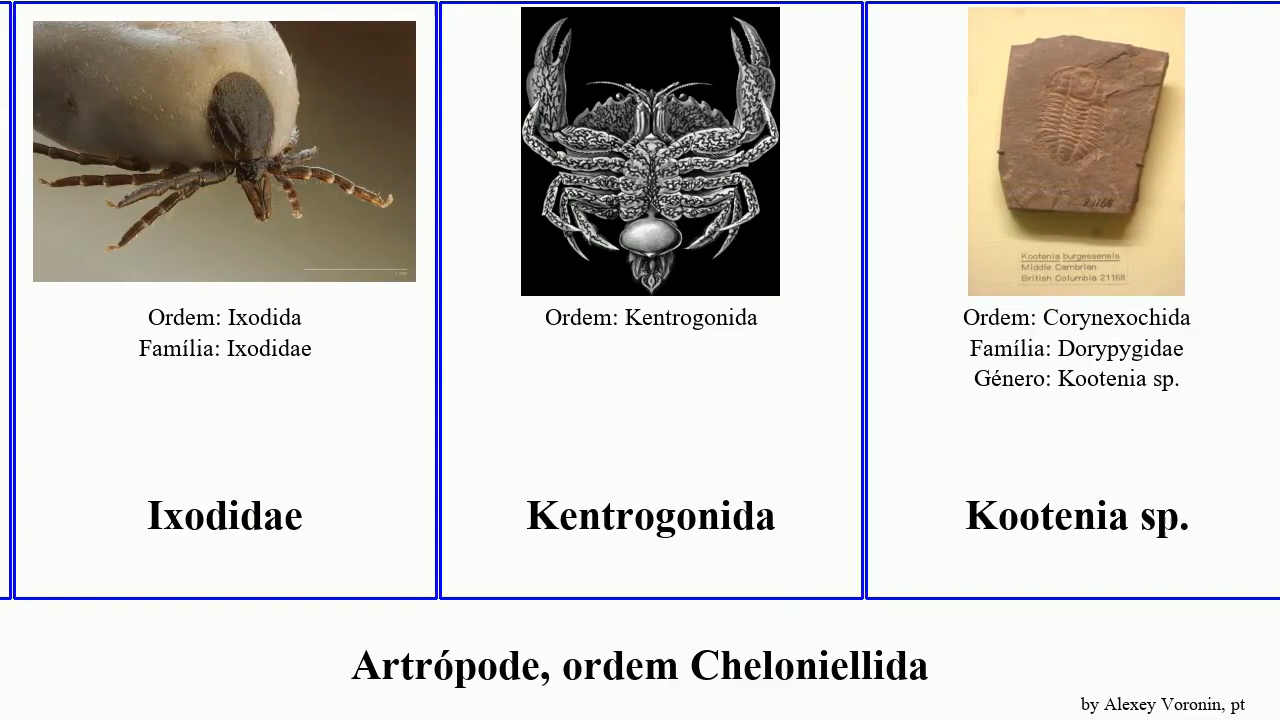 Kootenia burgessensis
Middle Cambrian
British Columbia 21168
21168
Ordem: Ixodida
Família: Ixodidae
Ordem: Kentrogonida
Ordem: Corynexochida
Família: Dorypygidae
Género: Kootenia sp.
Ixodidae
Kentrogonida
Kootenia sp.
Artrópode, ordem Cheloniellida
by Alexey Voronin, pt